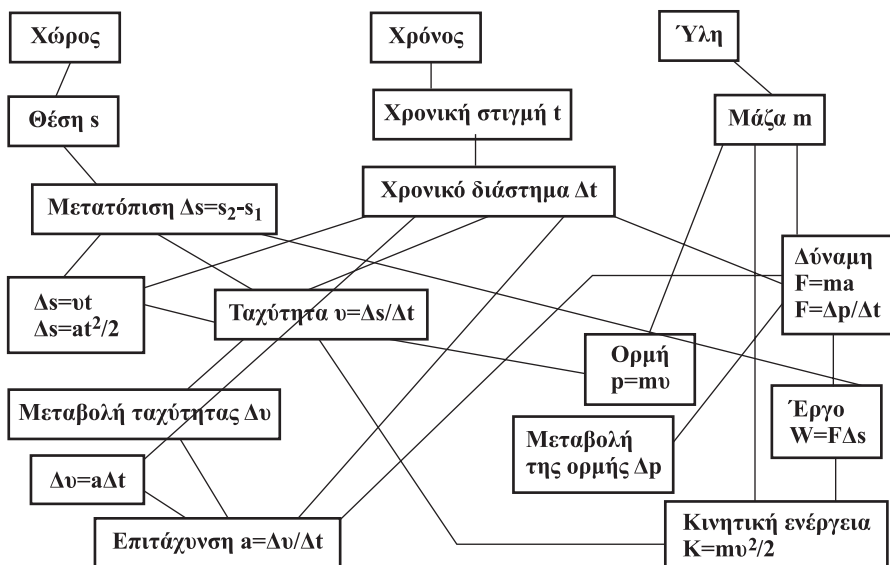 Χώρος
Χρόνος
Ύλη
Θέση s
Χρονική στιγμή t
Μάζα m
Μετατόπιση Δs=s₂-s₁
Χρονικό διάστημα Δt
Δύναμη
F=ma
F=Δp/Δt
Δs=υt
Δs=at²/2
Ταχύτητα υ=Δs/Δt
Ορμή
p=mυ
Μεταβολή ταχύτητας Δυ
Έργο
W=FΔs
Μεταβολή
της ορμής Δp
Δυ=aΔt
Επιτάχυνση a=Δυ/Δt
Κινητική ενέργεια
K=mυ²/2